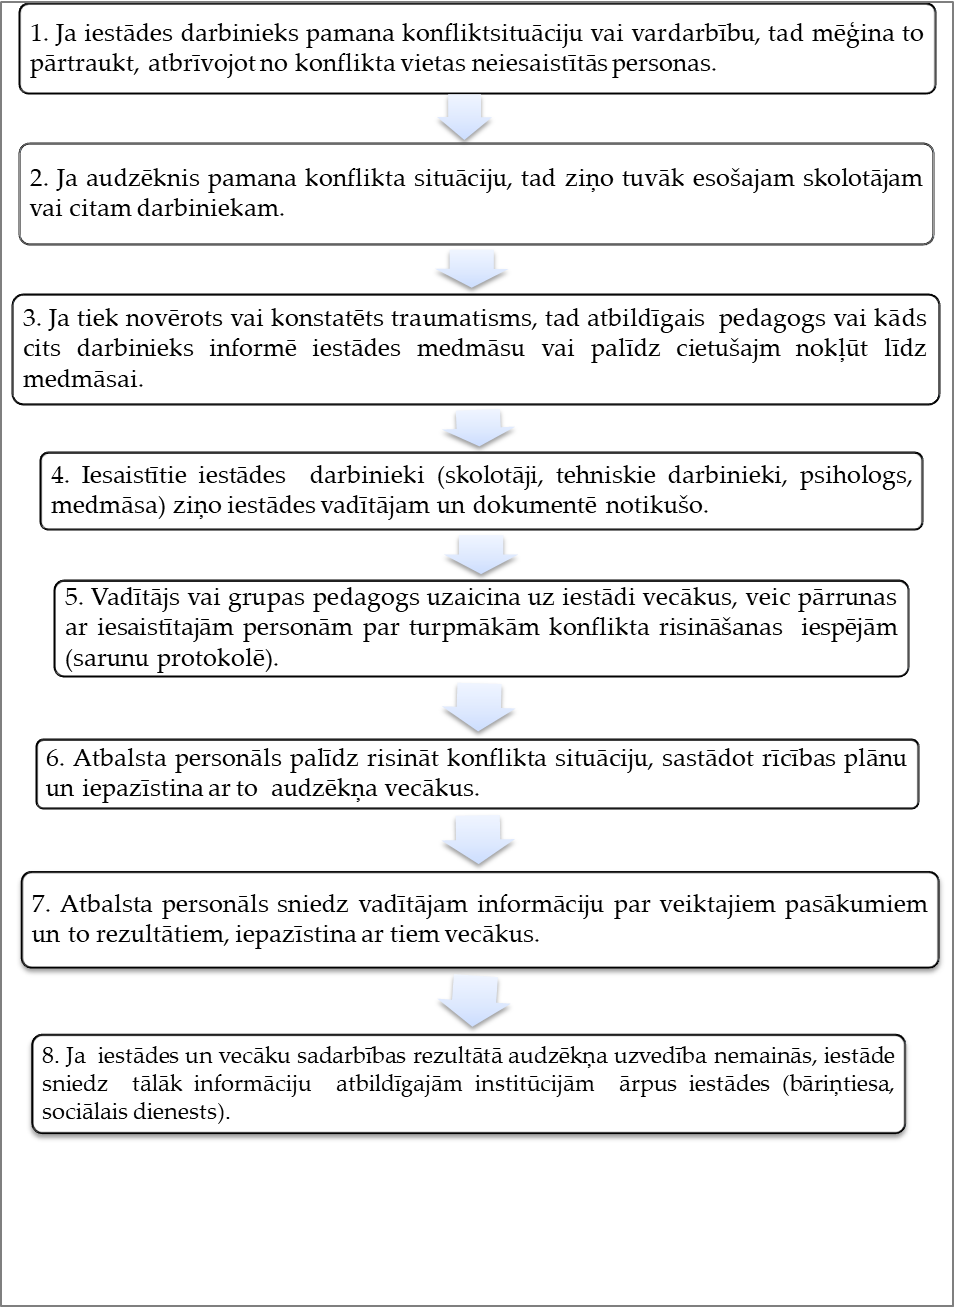 1. Ja iestādes darbinieks pamana konfliktsituāciju vai vardarbību, tad mēģina to
pārtraukt, atbrīvojot no konflikta vietas neiesaistītās personas.
2. Ja audzēknis pamana konflikta situāciju, tad ziņo tuvāk esošajam skolotājam
vai citam darbiniekam.
3. Ja tiek novērots vai konstatēts traumatisms, tad atbildīgais pedagogs vai kāds
cits darbinieks informē iestādes medmāsu vai palīdz cietušajm nokļūt līdz
medmāsai.
4. Iesaistītie iestādes darbinieki (skolotāji, tehniskie darbinieki, psihologs,
medmāsa) ziņo iestādes vadītājam un dokumentē notikušo.
5. Vadītājs vai grupas pedagogs uzaicina uz iestādi vecākus, veic pārrunas
ar iesaistītajām personām par turpmākām konflikta risināšanas iespējām
(sarunu protokolē).
6. Atbalsta personāls palīdz risināt konflikta situāciju, sastādot rīcības plānu
un iepazīstina ar to audzēkņa vecākus.
7. Atbalsta personāls sniedz vadītājam informāciju par veiktajiem pasākumiem
un to rezultātiem, iepazīstina ar tiem vecākus.
8. Ja iestādes un vecāku sadarbības rezultātā audzēkņa uzvedība nemainās, iestāde
sniedz tālāk informāciju atbildīgajām institūcijām ārpus iestādes (bāriņtiesa,
sociālais dienests).